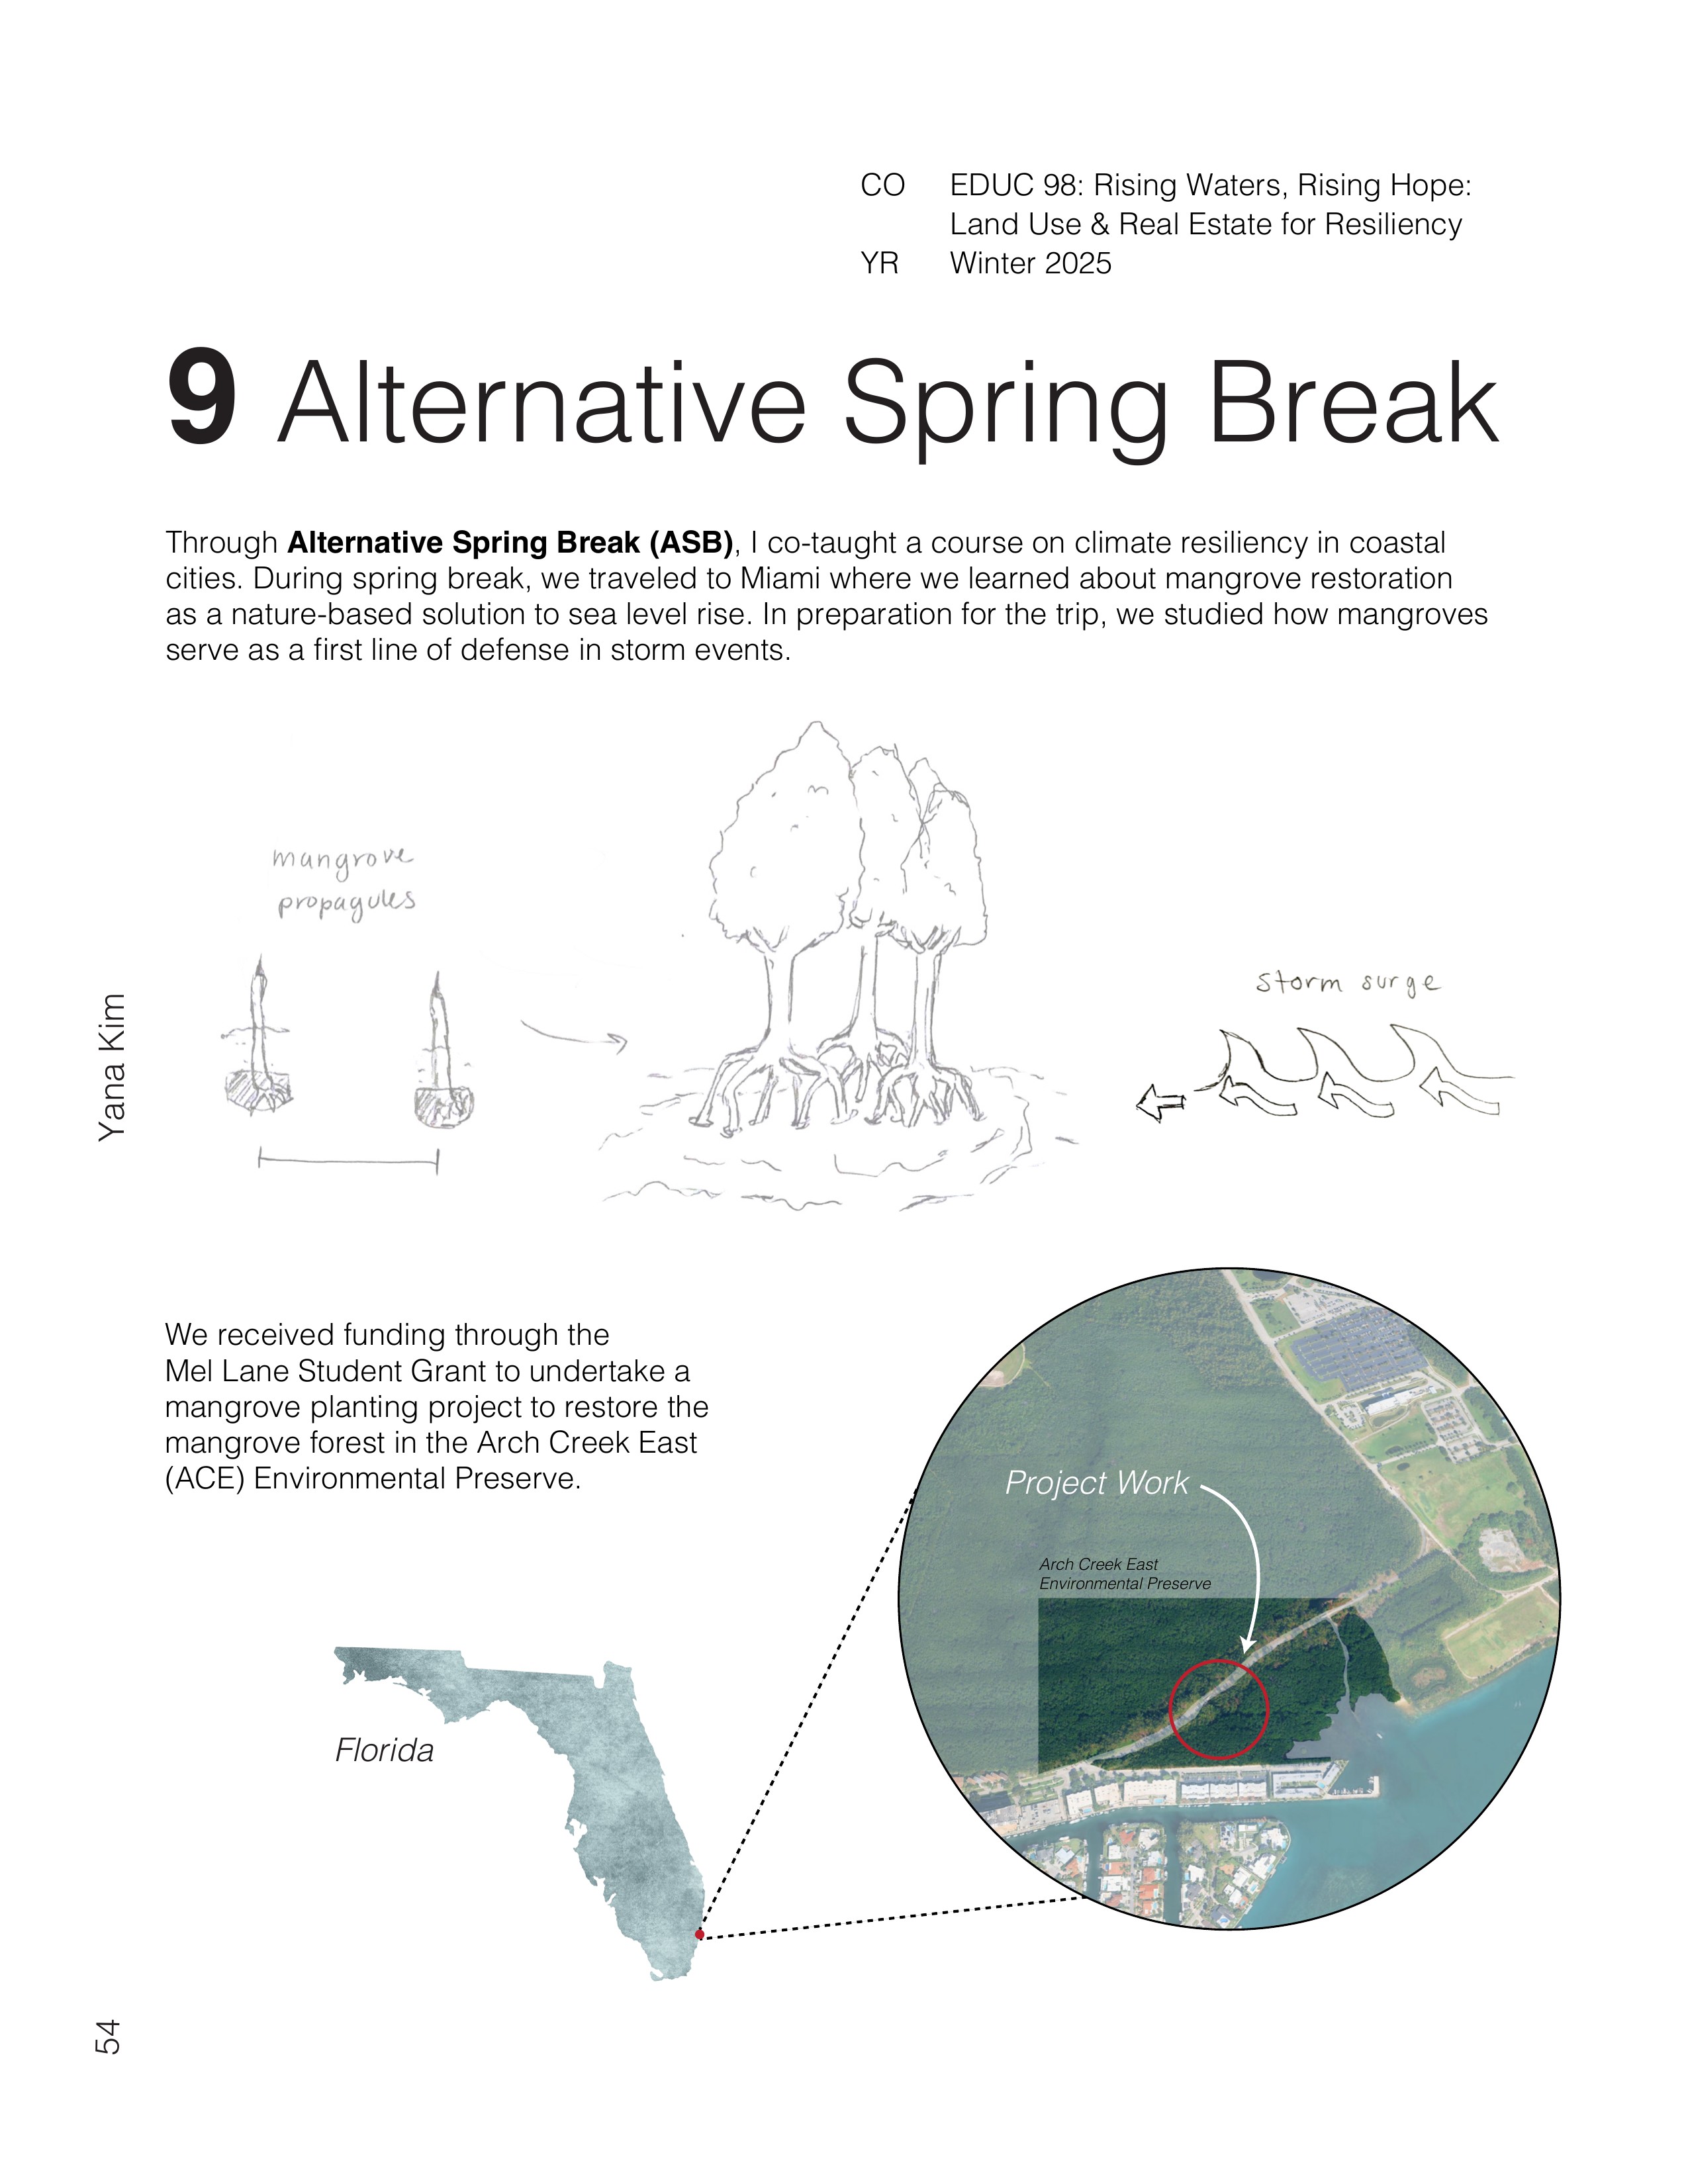 CO EDUC 98: Rising Waters, Rising Hope:
Land Use & Real Estate for Resiliency
YR Winter 2025
9 Alternative Spring Break
Through Alternative Spring Break (ASB), I co-taught a course on climate resiliency in coastal
cities. During spring break, we traveled to Miami where we learned about mangrove restoration
as a nature-based solution to sea level rise. In preparation for the trip, we studied how mangroves
serve as a first line of defense in storm events.
mangrove
propagules
storm surge
Yana Kim
We received funding through the
Mel Lane Student Grant to undertake a
mangrove planting project to restore the
mangrove forest in the Arch Creek East
(ACE) Environmental Preserve.
Project Work
Arch Creek East
Environmental Preserve
Florida
54